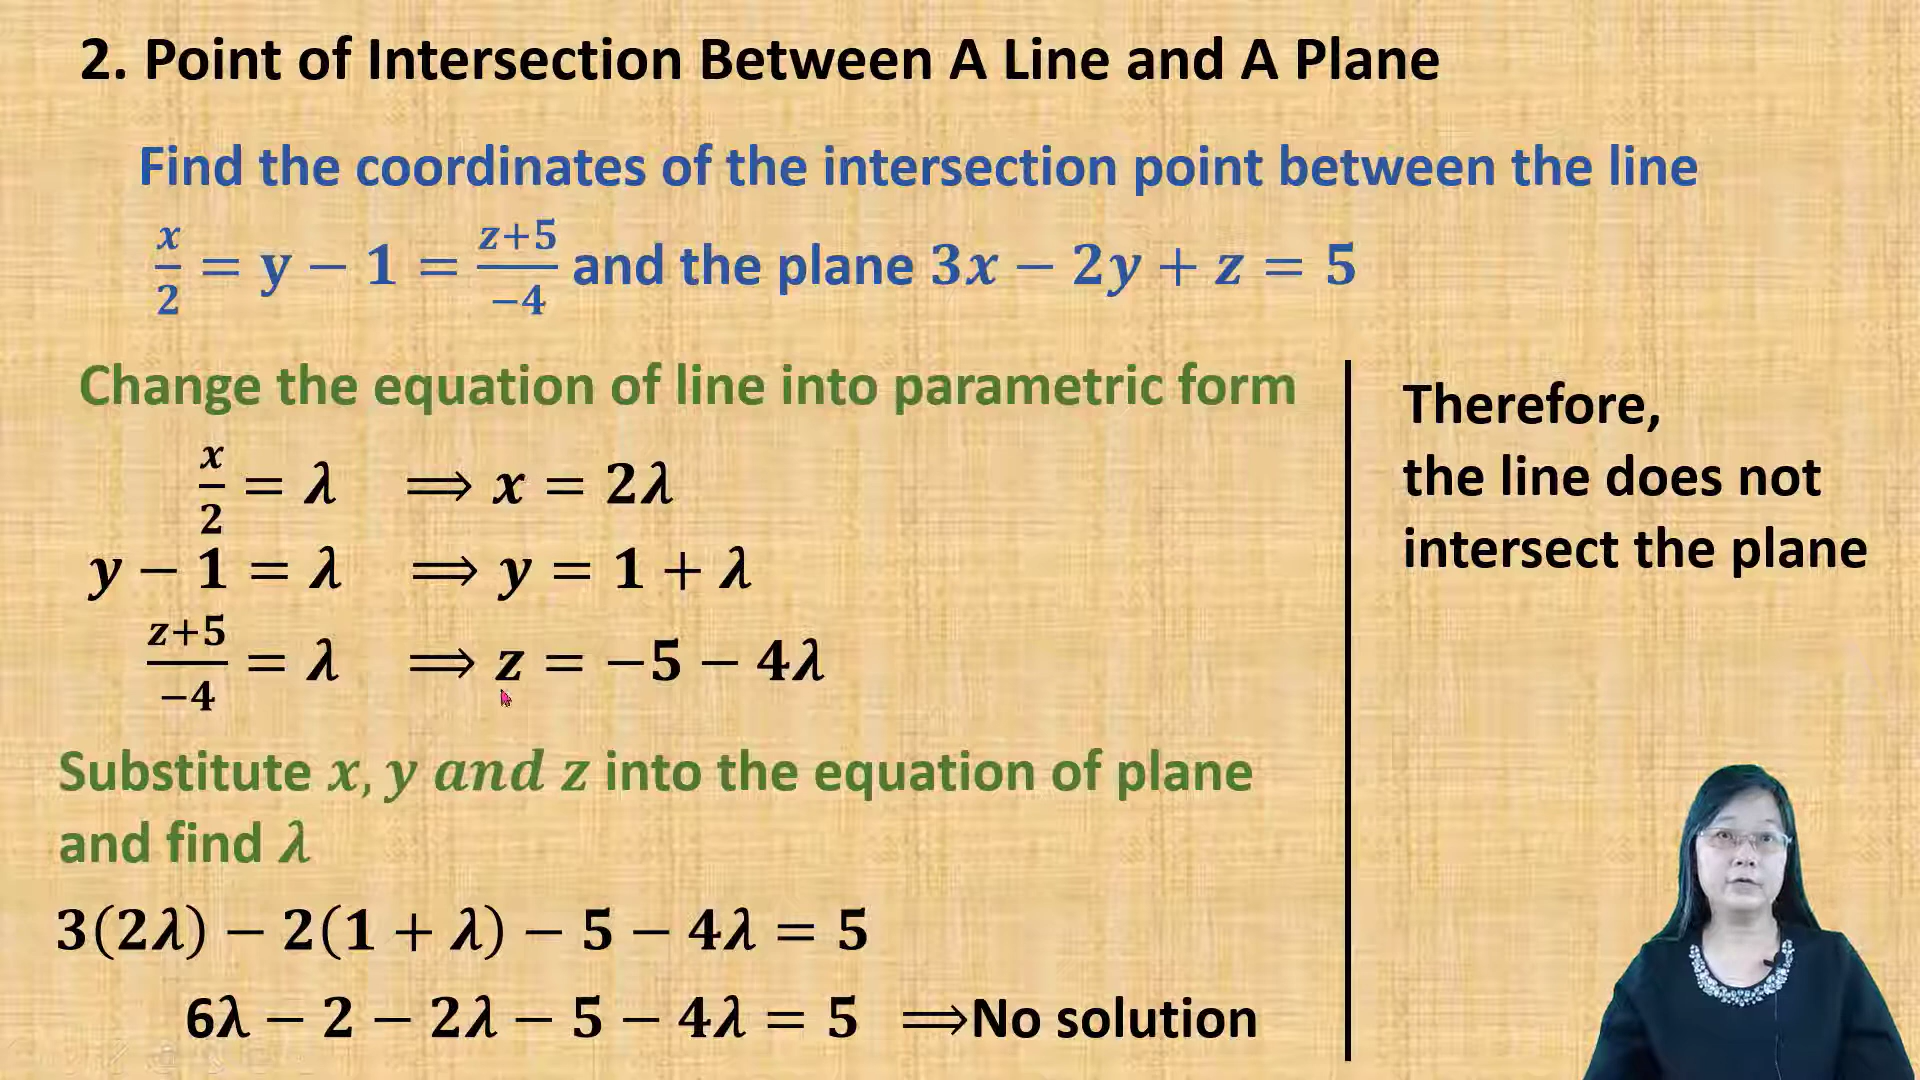 2. Point of Intersection Between A Line and A Plane
Find the coordinates of the intersection point between the line
x/2 = y − 1 = (z+5)/−4 and the plane 3x − 2y + z = 5
Change the equation of line into parametric form
x/2 = λ ⟹ x = 2λ
y − 1 = λ ⟹ y = 1 + λ
(z+5)/−4 = λ ⟹ z = −5 − 4λ
Substitute x, y and z into the equation of plane
and find λ
3(2λ) − 2(1 + λ) − 5 − 4λ = 5
6λ − 2 − 2λ − 5 − 4λ = 5 ⟹No solution
Therefore,
the line does not
intersect the plane